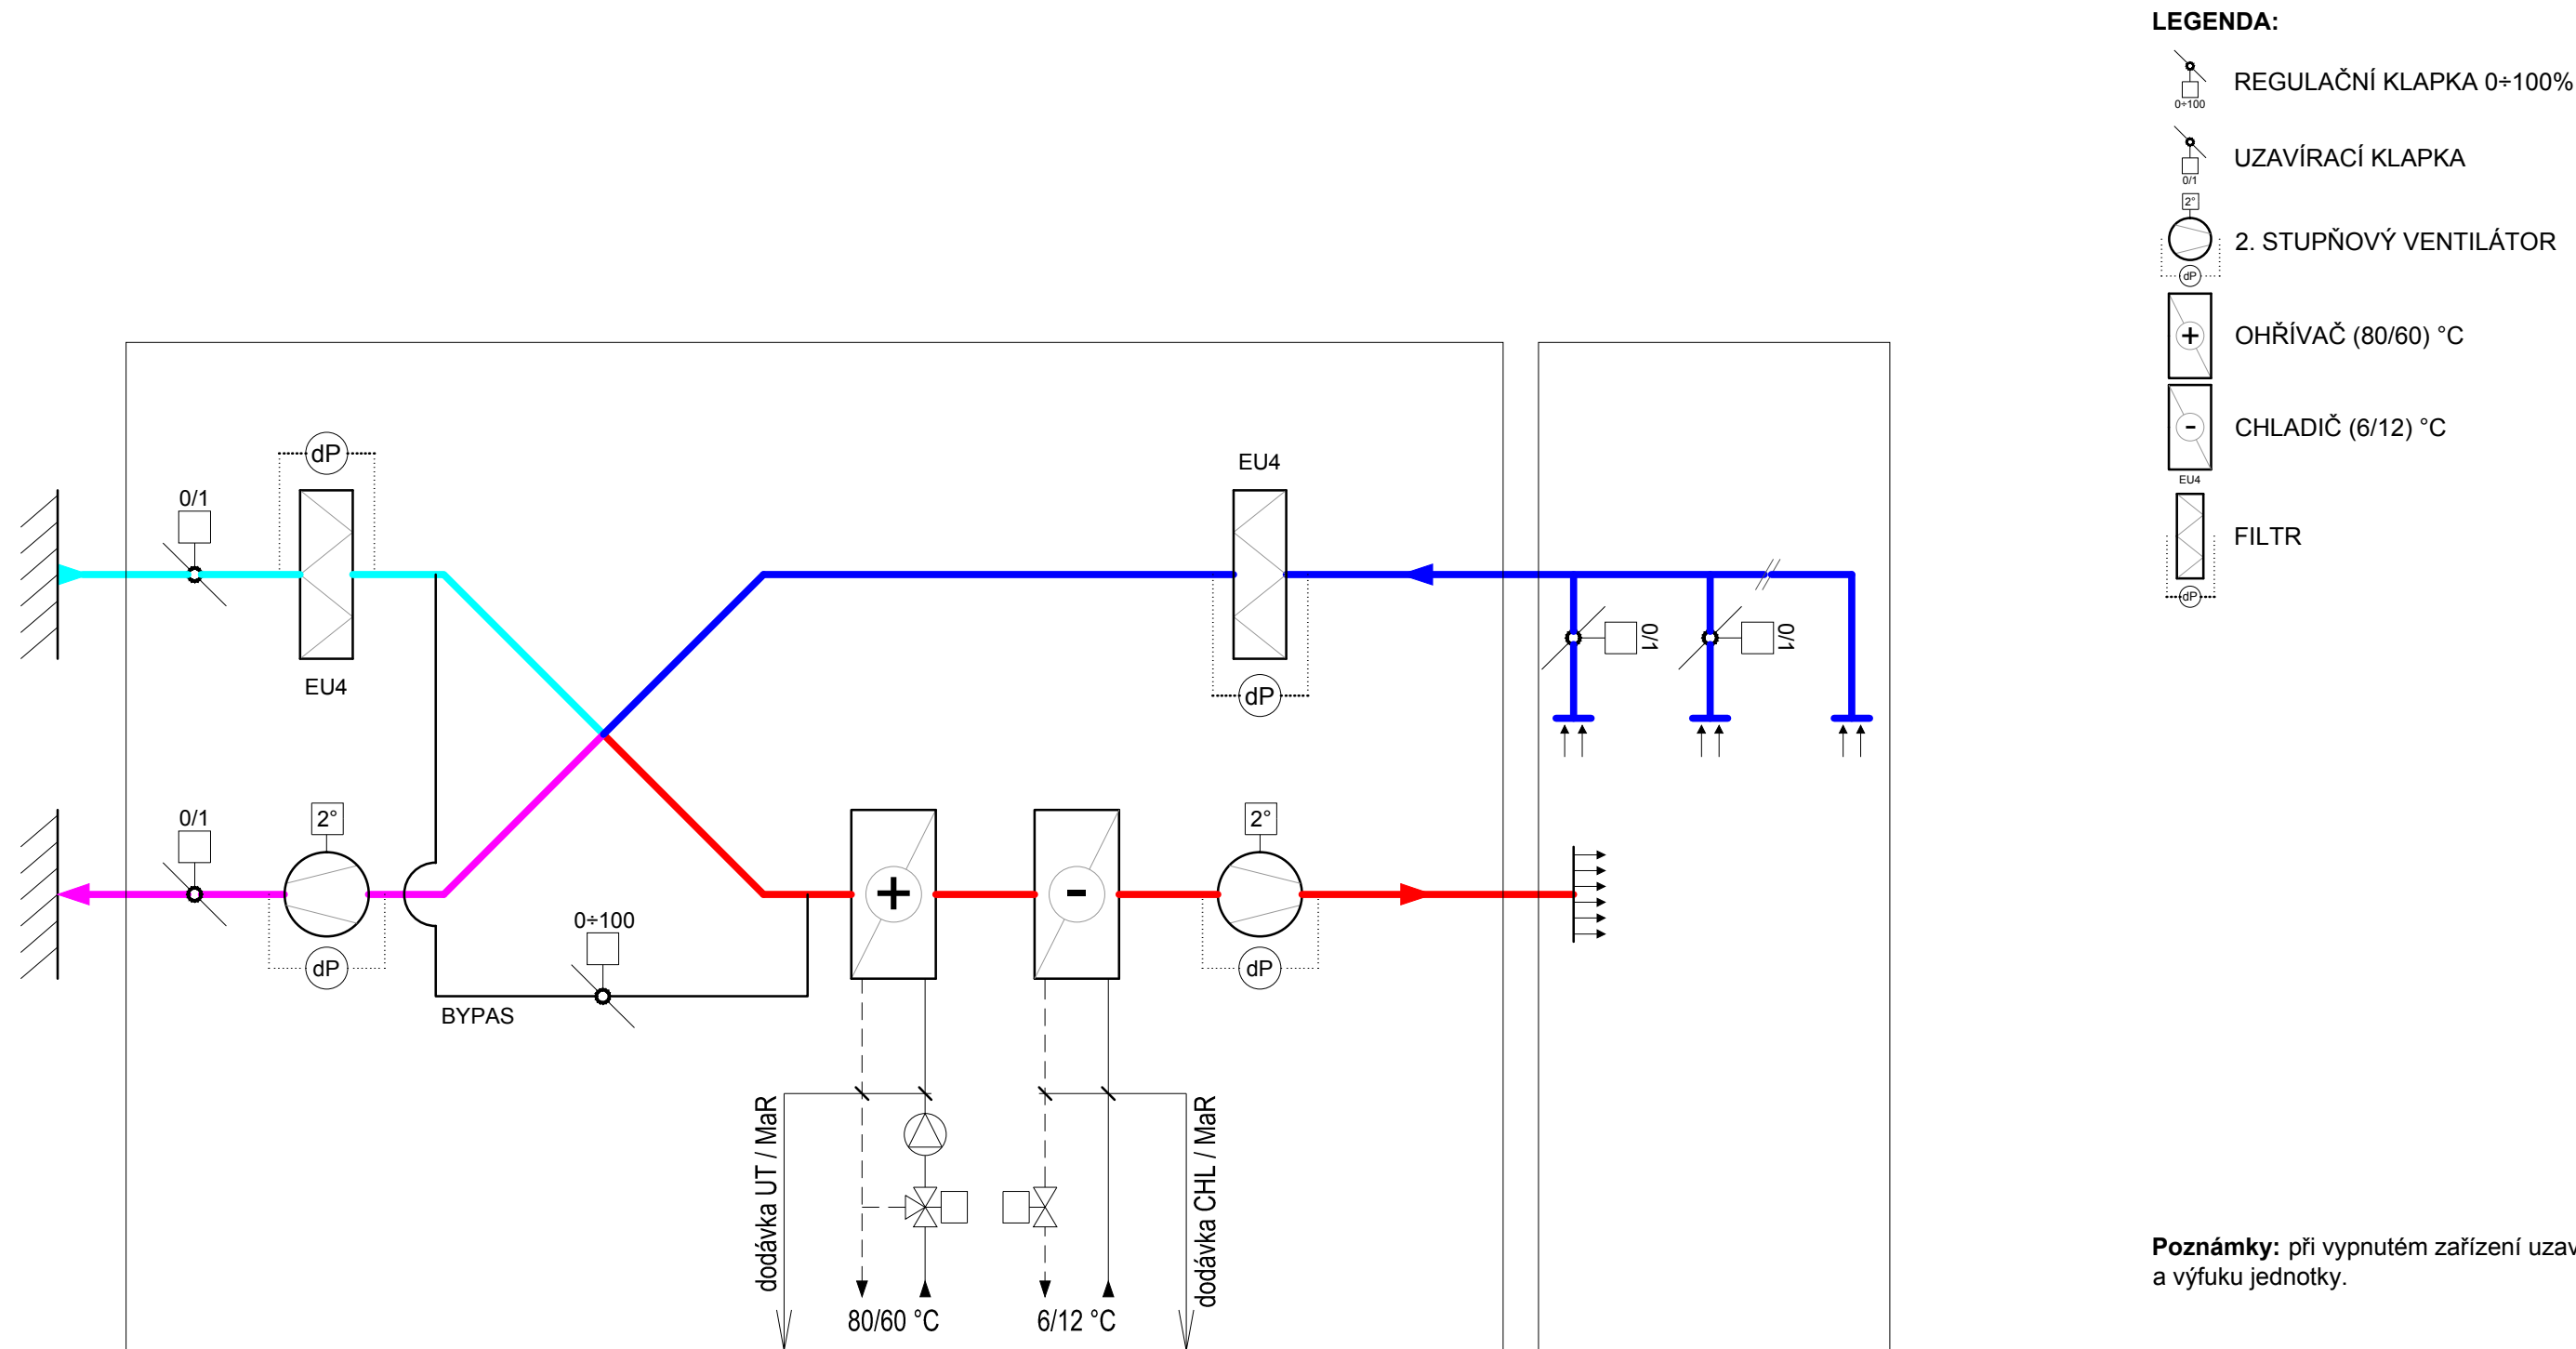 LEGENDA:
0÷100
REGULAČNÍ KLAPKA 0÷100%
0/1
UZAVÍRACÍ KLAPKA
2°
dP
2. STUPŇOVÝ VENTILÁTOR
+
OHŘÍVAČ (80/60) °C
-
CHLADIČ (6/12) °C
EU4
dP
FILTR
dP
0/1
EU4
EU4
dP
0/1
0/1
0/1
2°
dP
0÷100
BYPAS
+
-
2°
dP
dodávka UT / MaR
dodávka CHL / MaR
80/60 °C
6/12 °C
Poznámky: při vypnutém zařízení
a výfuku jednotky.